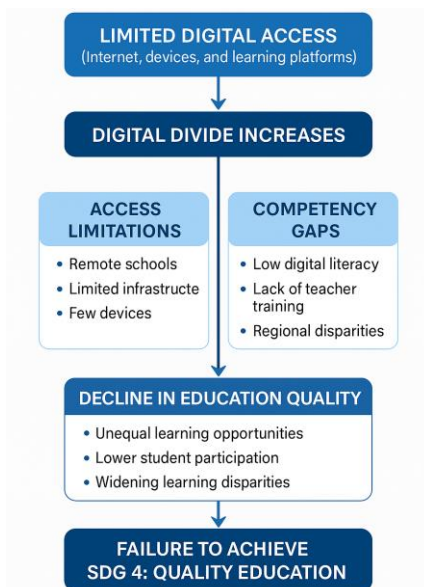 LIMITED DIGITAL ACCESS
(Internet, devices, and learning platforms)
DIGITAL DIVIDE INCREASES
ACCESS
LIMITATIONS
• Remote schools
• Limited infrastructe
• Few devices
COMPETENCY
GAPS
• Low digital literacy
• Lack of teacher
training
• Regional disparities
DECLINE IN EDUCATION QUALITY
• Unequal learning opportunities
• Lower student participation
• Widening learning disparities
FAILURE TO ACHIEVE
SDG 4: QUALITY EDUCATION